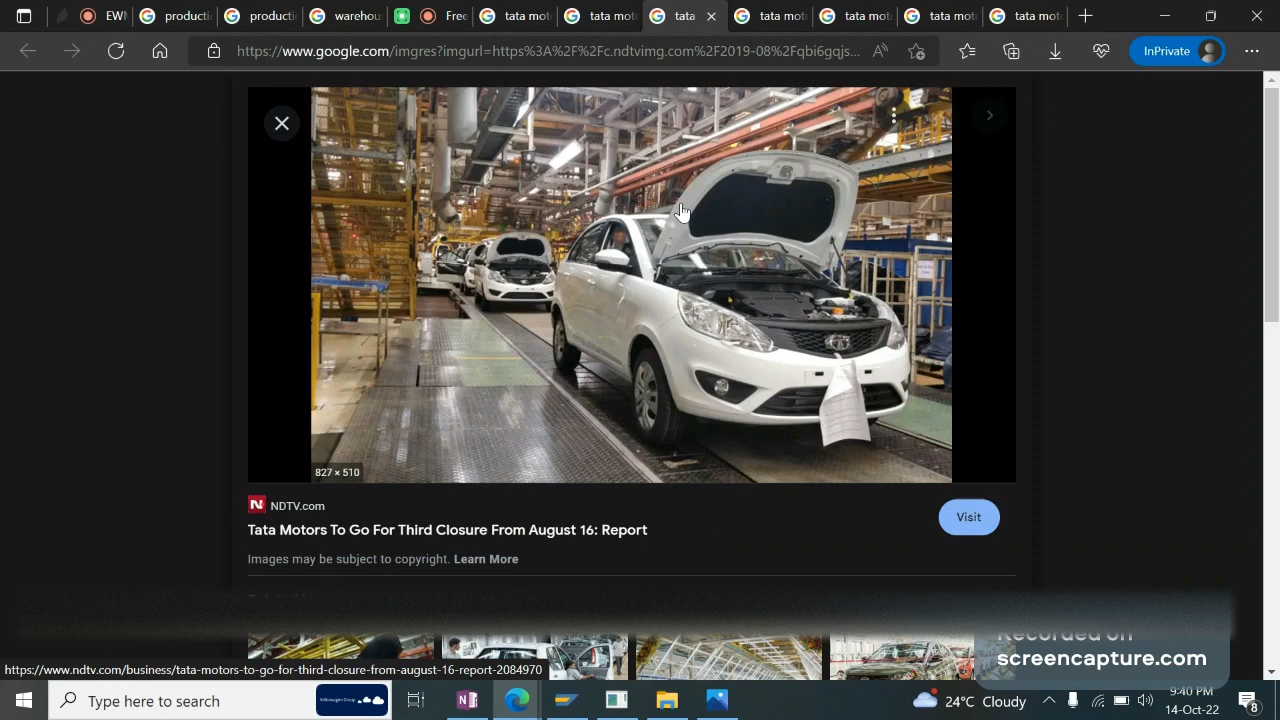 EWM
productio
productio
warehou
Free
tata mot
tata mot
tata
tata mot
tata mot
tata mot
tata mot
https://www.google.com/imgres?imgurl=https%3A%2F%2Fc.ndtvimg.com%2F2019-08%2Fqbi6gqjs...
InPrivate
827 × 510
NDTV.com
Tata Motors To Go For Third Closure From August 16: Report
Visit
Images may be subject to copyright. Learn More
Recorded on
screencapture.com
https://www.ndtv.com/business/tata-motors-to-go-for-third-closure-from-august-16-report-2084970
Type here to search
24°C Cloudy
9:40 PM
14-Oct-22
8